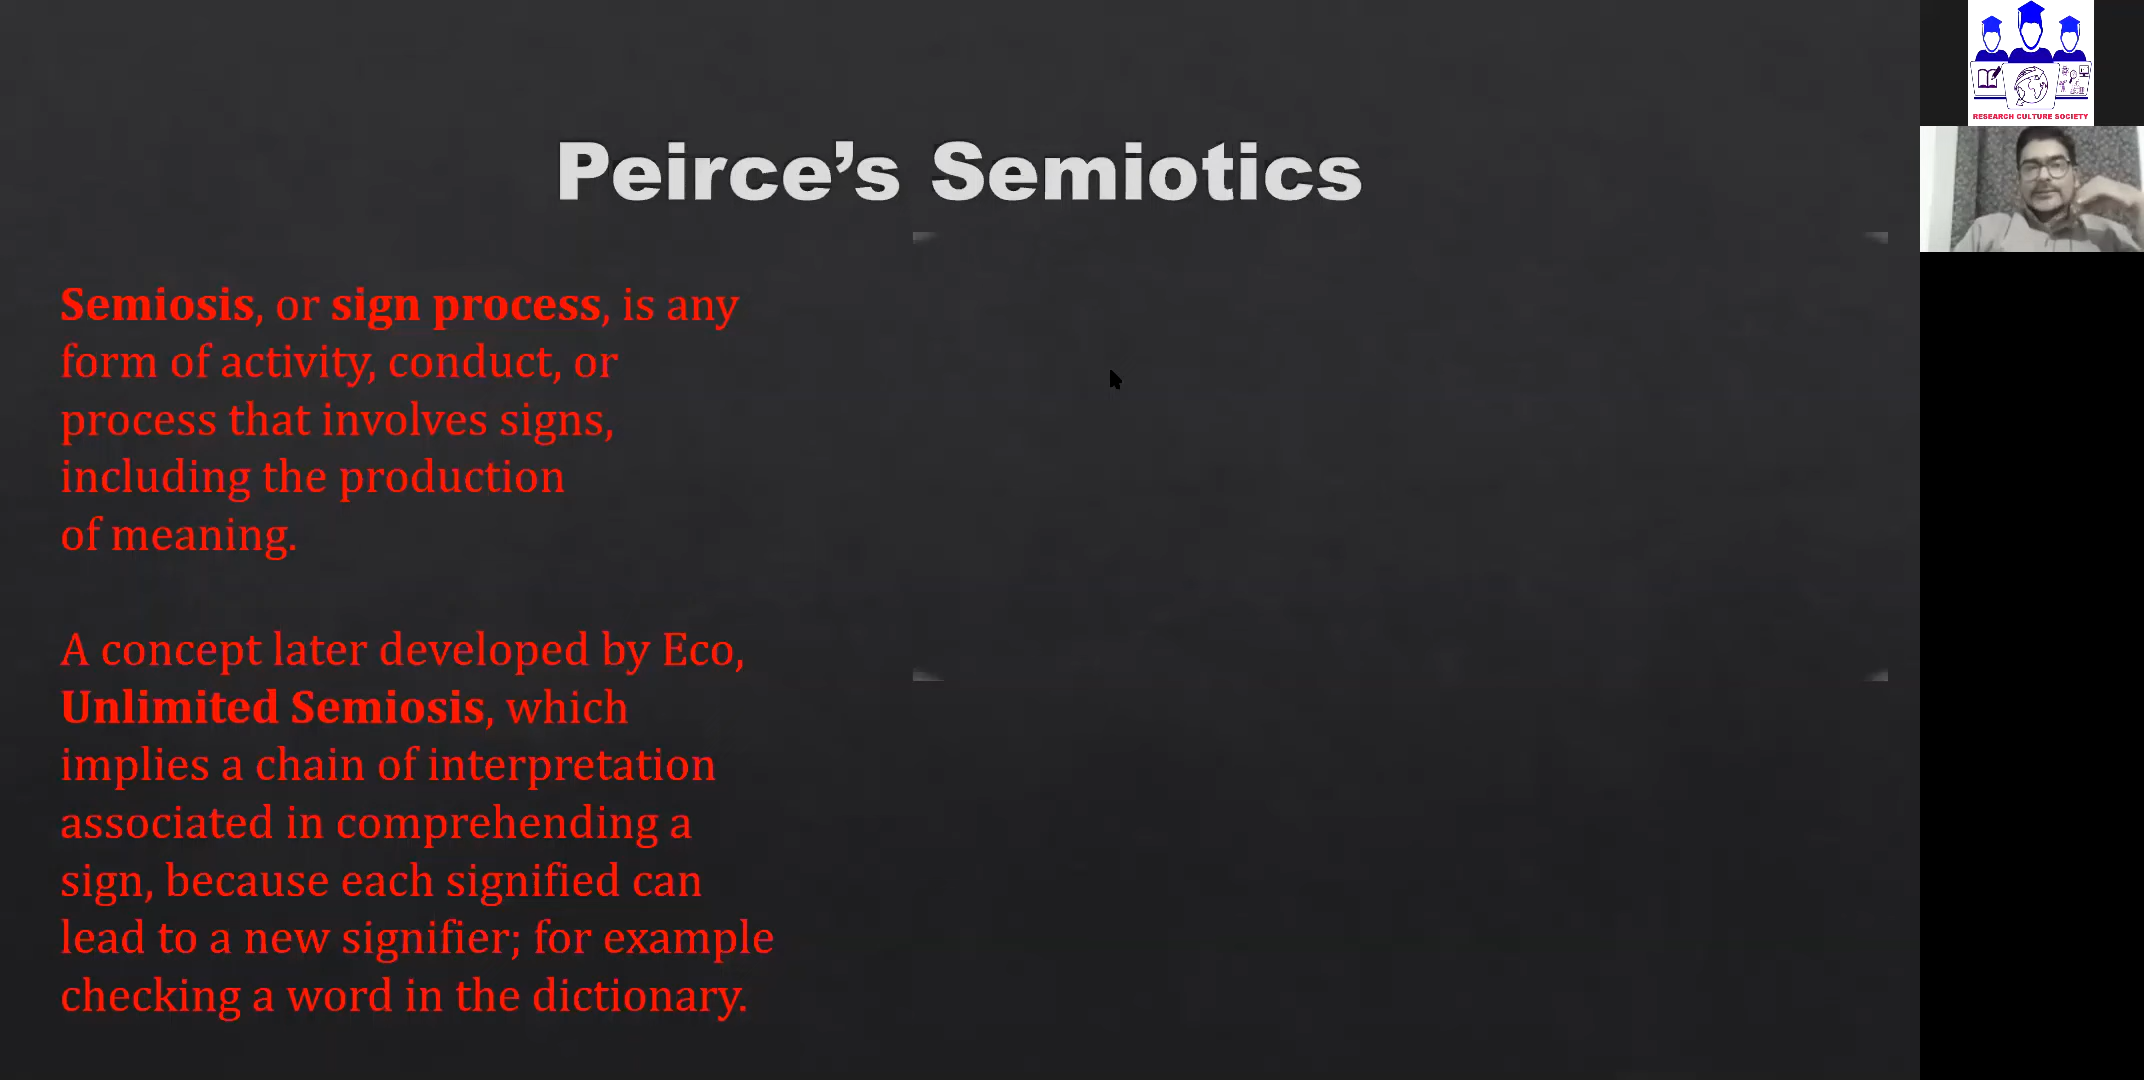 Peirce’s Semiotics
Semiosis, or sign process, is any
form of activity, conduct, or
process that involves signs,
including the production
of meaning.
A concept later developed by Eco,
Unlimited Semiosis, which
implies a chain of interpretation
associated in comprehending a
sign, because each signified can
lead to a new signifier; for example
checking a word in the dictionary.
RESEARCH CULTURE SOCIETY